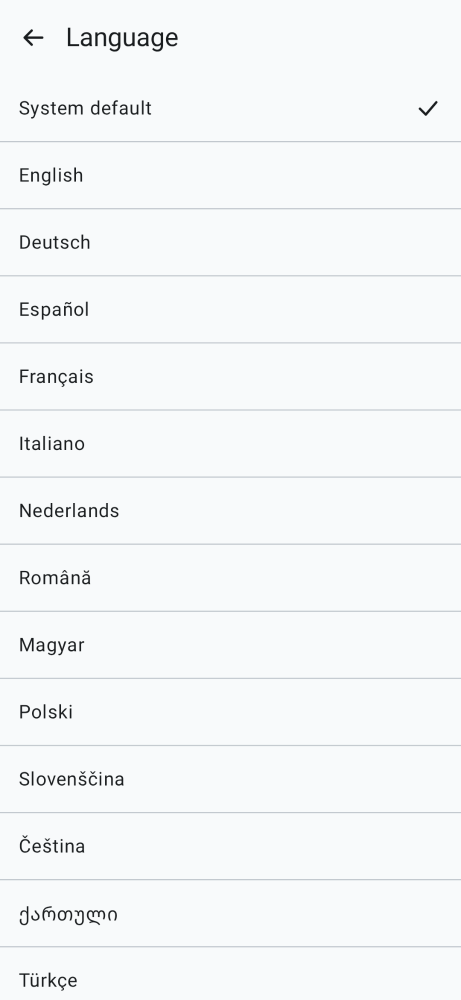 Language
System default
English
Deutsch
Español
Français
Italiano
Nederlands
Română
Magyar
Polski
Slovenščina
Čeština
ქართული
Türkçe